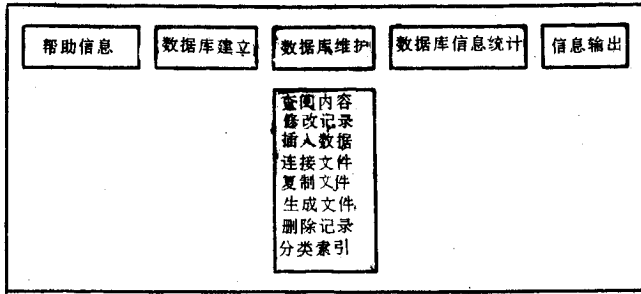 帮助信息 数据库建立 数据库维护 数据库信息统计 信息输出
查阅内容
修改记录
插入数据
连接文件
复制文件
生成文件
删除记录
分类索引